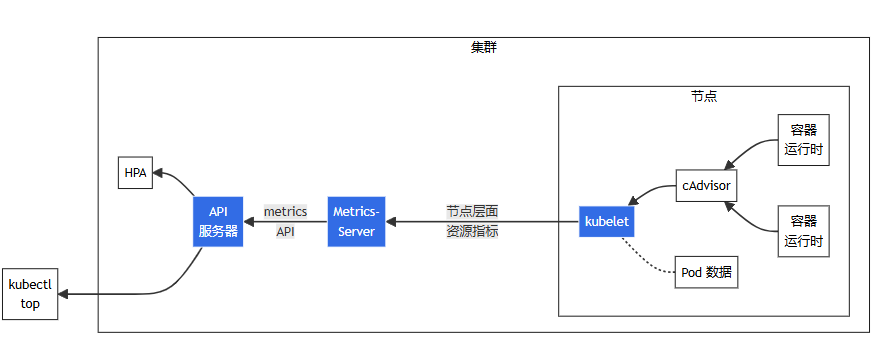 集群
节点
容器
运行时
HPA
cAdvisor
API
服务器
metrics
API
Metrics-
Server
节点层面
资源指标
kubelet
容器
运行时
Pod 数据
kubectl
top